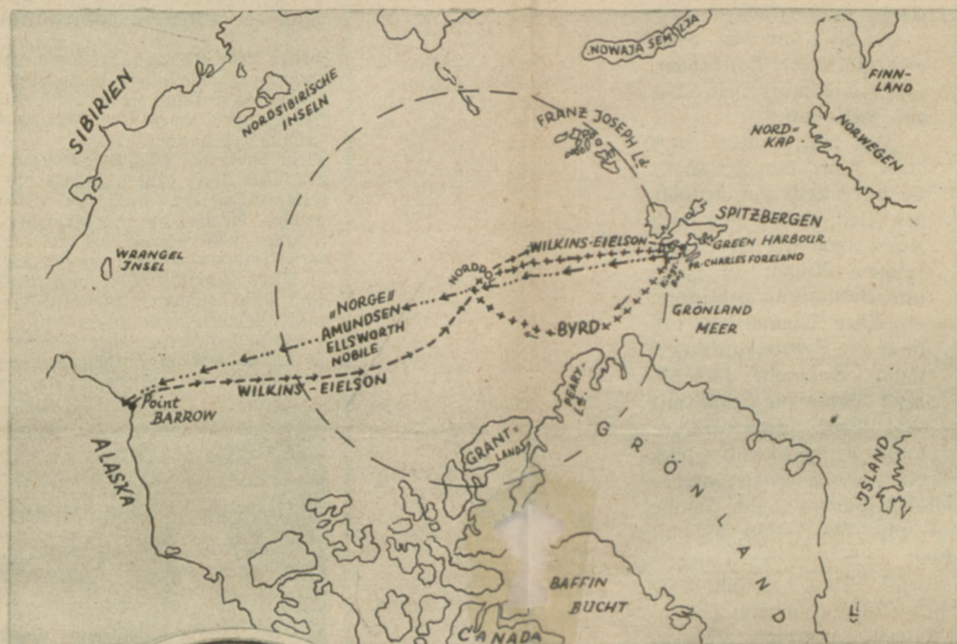 NOWAJA SEMLJA
FINN-
LAND
SIBIRIEN
NORDSIBIRISCHE
INSELN
FRANZ JOSEPH Ld.
NORD-
KAP
NORWEGEN
SPITZBERGEN
GREEN HARBOUR
PR. CHARLES FORELAND
WRANGEL
JNSEL
WILKINS-EIELSON
NORDPOL
„NORGE"
AMUNDSEN
ELLSWORTH
NOBILE
BYRD
GRÖNLAND
MEER
WILKINS-EIELSON
Point
BARROW
PEARY-
Ld.
GRANT=
LANDS
GRÖNLAND
ALASKA
JSLAND
BAFFIN
BUCHT
CANADA